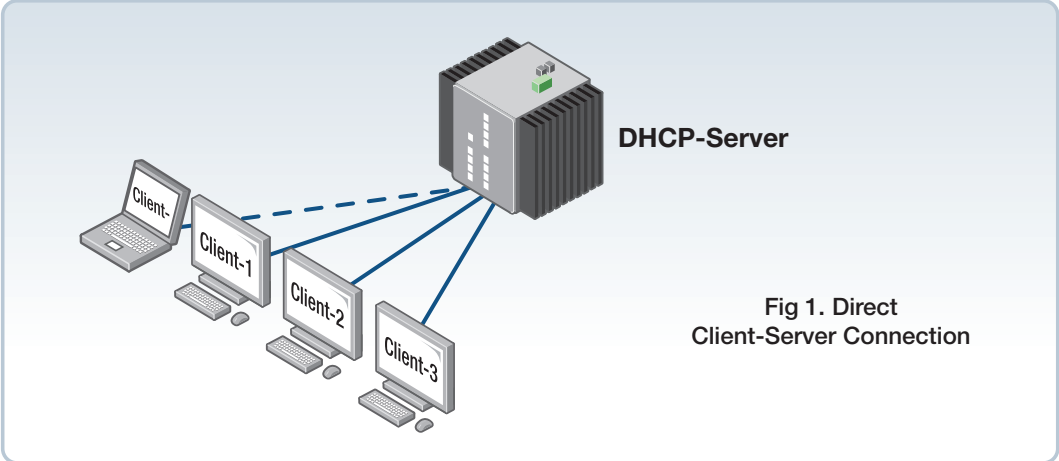 DHCP-Server
Client-
Client-1
Client-2
Client-3
Fig 1. Direct
Client-Server Connection